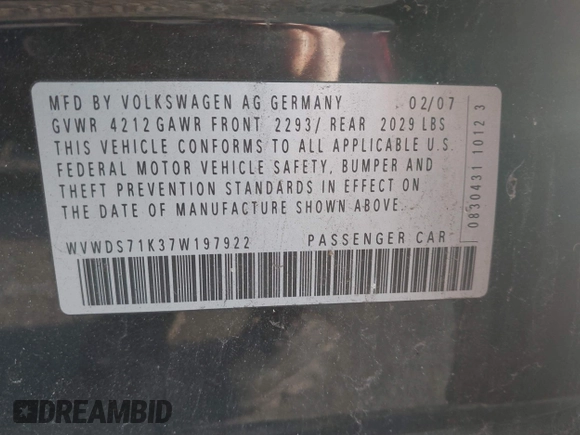 MFD BY VOLKSWAGEN AG GERMANY 02/07
GVWR 4212 GAWR FRONT 2293/ REAR 2029 LBS
THIS VEHICLE CONFORMS TO ALL APPLICABLE U.S.
FEDERAL MOTOR VEHICLE SAFETY, BUMPER AND
THEFT PREVENTION STANDARDS IN EFFECT ON
THE DATE OF MANUFACTURE SHOWN ABOVE.
WVWDS71K37W197922 PASSENGER CAR
0830431 1012 3
DREAMBID